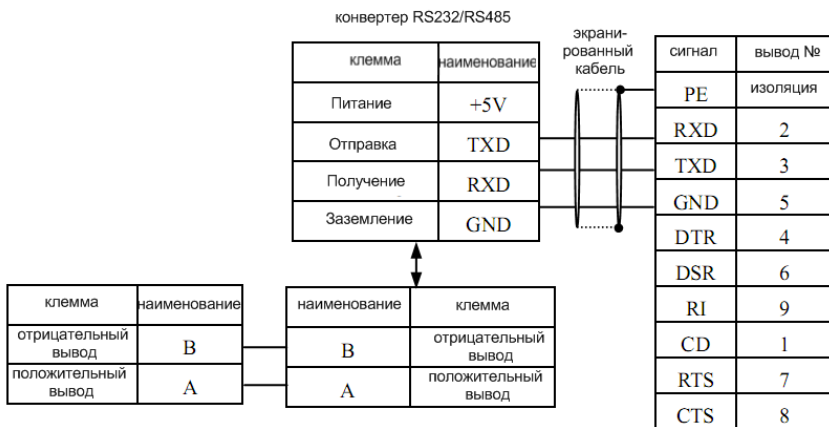 конвертер RS232/RS485
клемма наименование
Питание +5V
Отправка TXD
Получение RXD
Заземление GND
экрани-
рованный
кабель
сигнал вывод №
PE изоляция
RXD 2
TXD 3
GND 5
DTR 4
DSR 6
RI 9
CD 1
RTS 7
CTS 8
клемма наименование
отрицательный
вывод
B
положительный
вывод
A
наименование клемма
B
отрицательный
вывод
A
положительный
вывод